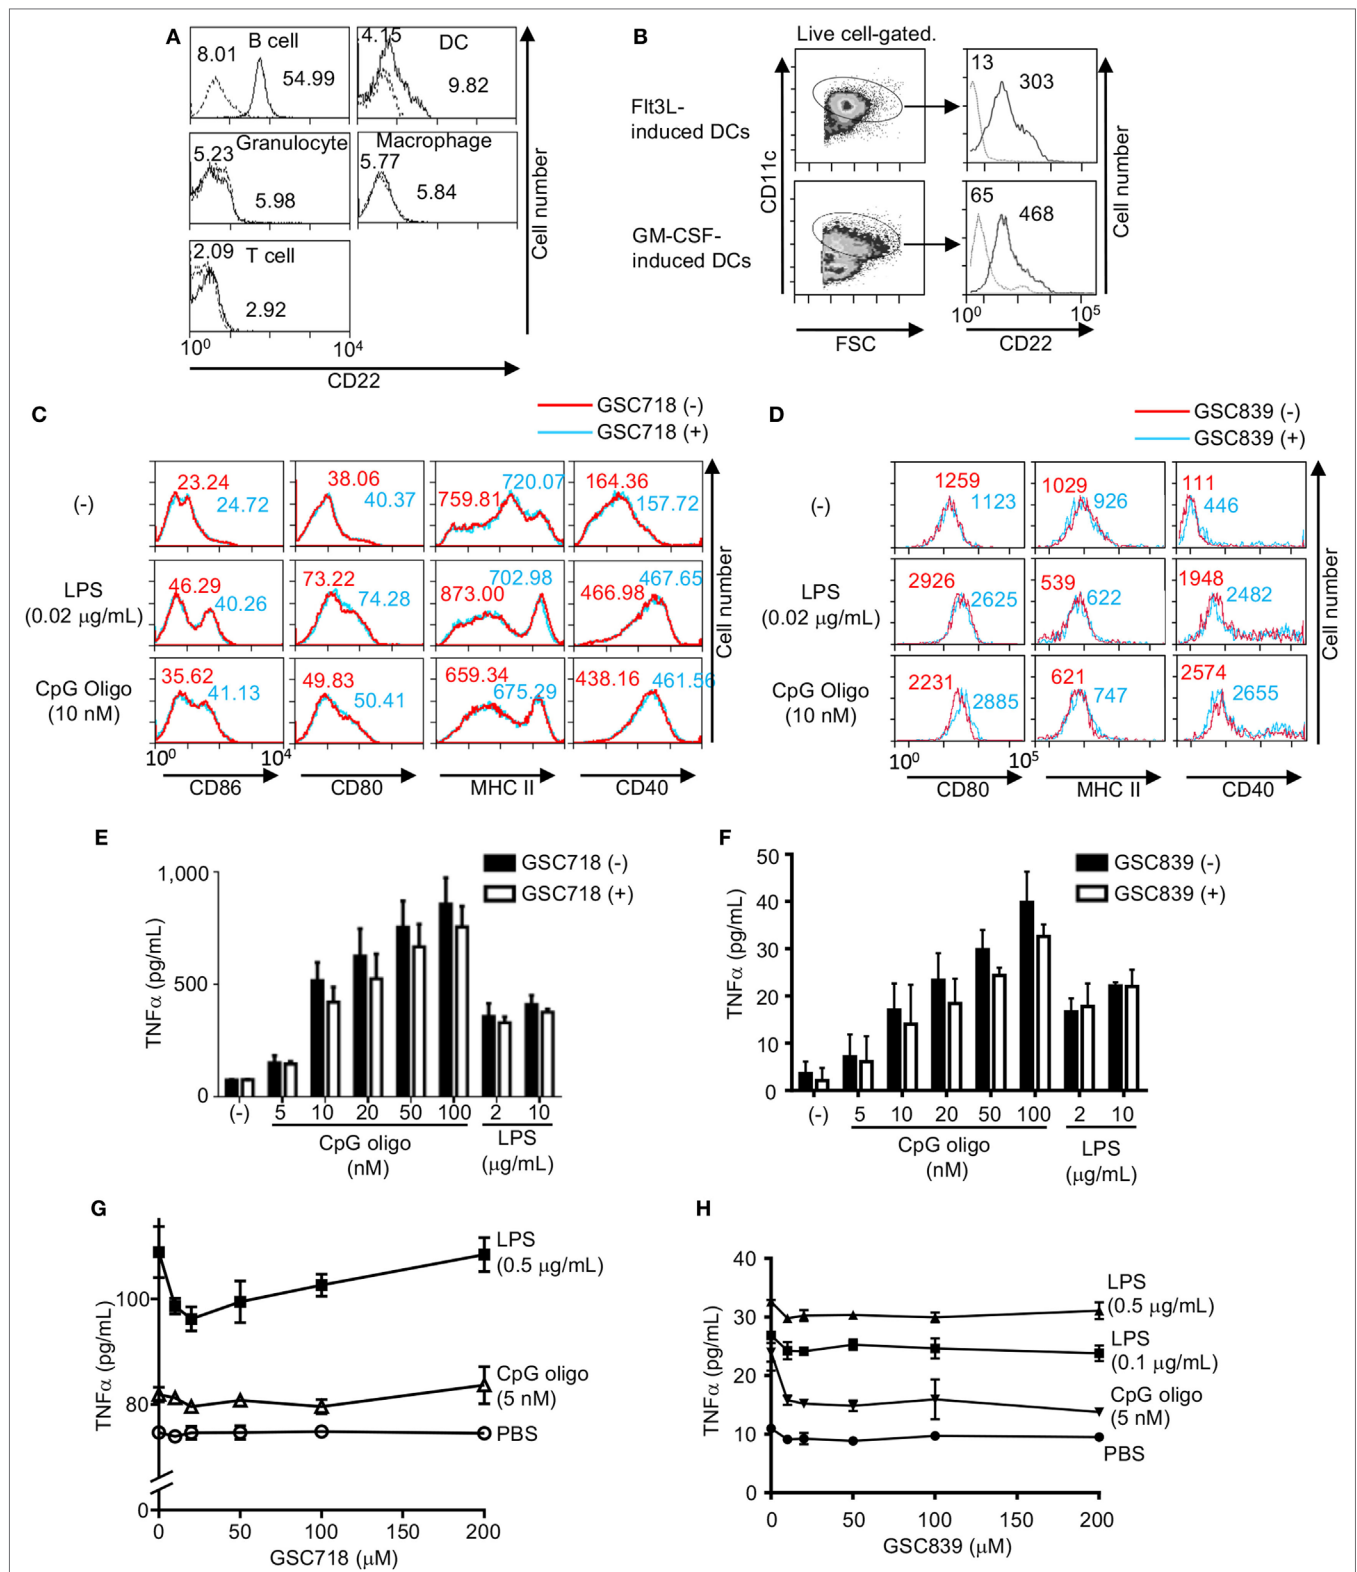 A
B cell
8.01
54.99
4.15
DC
9.82
Granulocyte
5.23
5.98
Macrophage
5.77
5.84
2.09
T cell
2.92
10⁰
10⁴
CD22
Cell number
B
Live cell-gated.
Flt3L-
induced DCs
GM-CSF-
induced DCs
CD11c
FSC
13
303
65
468
10⁰
10⁵
CD22
Cell number
C
GSC718 (-)
GSC718 (+)
(-)
23.24
24.72
38.06
40.37
759.81
720.07
164.36
157.72
LPS
(0.02 μg/mL)
46.29
40.26
73.22
74.28
873.00
702.98
466.98
467.65
CpG Oligo
(10 nM)
35.62
41.13
49.83
50.41
659.34
675.29
438.16
461.56
10⁰
10⁴
CD86
CD80
MHC II
CD40
Cell number
D
GSC839 (-)
GSC839 (+)
(-)
1259
1123
1029
926
111
446
LPS
(0.02 μg/mL)
2926
2625
539
622
1948
2482
CpG Oligo
(10 nM)
2231
2885
621
747
2574
2655
10⁰
10⁵
CD80
MHC II
CD40
Cell number
E
GSC718 (-)
GSC718 (+)
TNFα (pg/mL)
1,000
500
0
(-) 5 10 20 50 100 2 10
CpG oligo
(nM)
LPS
(μg/mL)
F
GSC839 (-)
GSC839 (+)
TNFα (pg/mL)
50
40
30
20
10
0
(-) 5 10 20 50 100 2 10
CpG oligo
(nM)
LPS
(μg/mL)
G
TNFα (pg/mL)
100
80
0
LPS
(0.5 μg/mL)
CpG oligo
(5 nM)
PBS
0 50 100 150 200
GSC718 (μM)
H
TNFα (pg/mL)
40
30
20
10
0
LPS
(0.5 μg/mL)
LPS
(0.1 μg/mL)
CpG oligo
(5 nM)
PBS
0 50 100 150 200
GSC839 (μM)